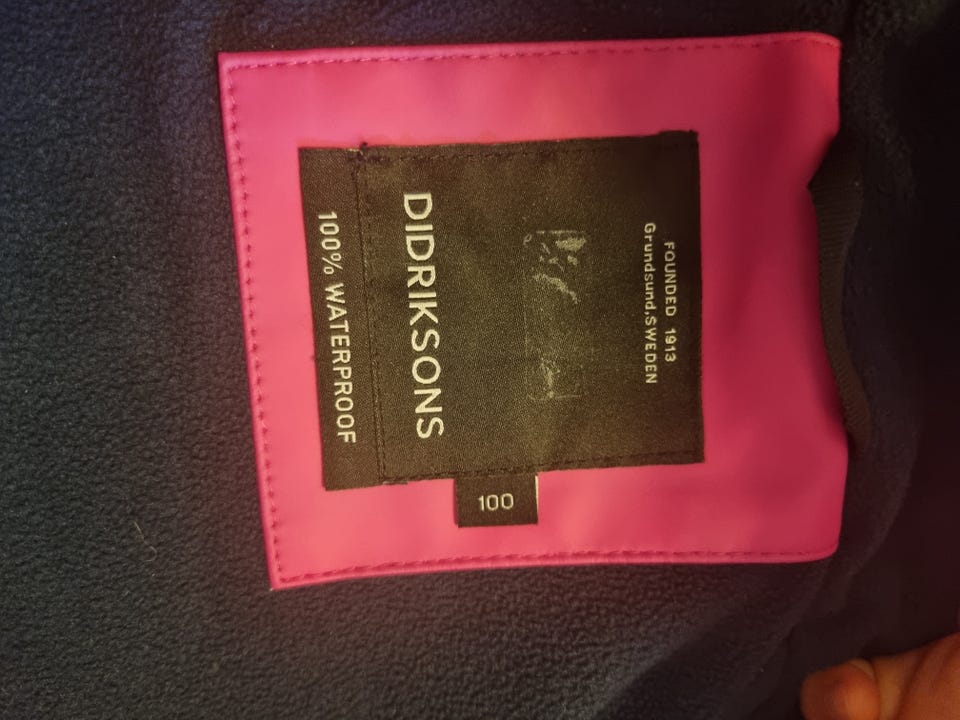 FOUNDED 1913
Grundsund, SWEDEN
DIDRIKSONS
100% WATERPROOF
100